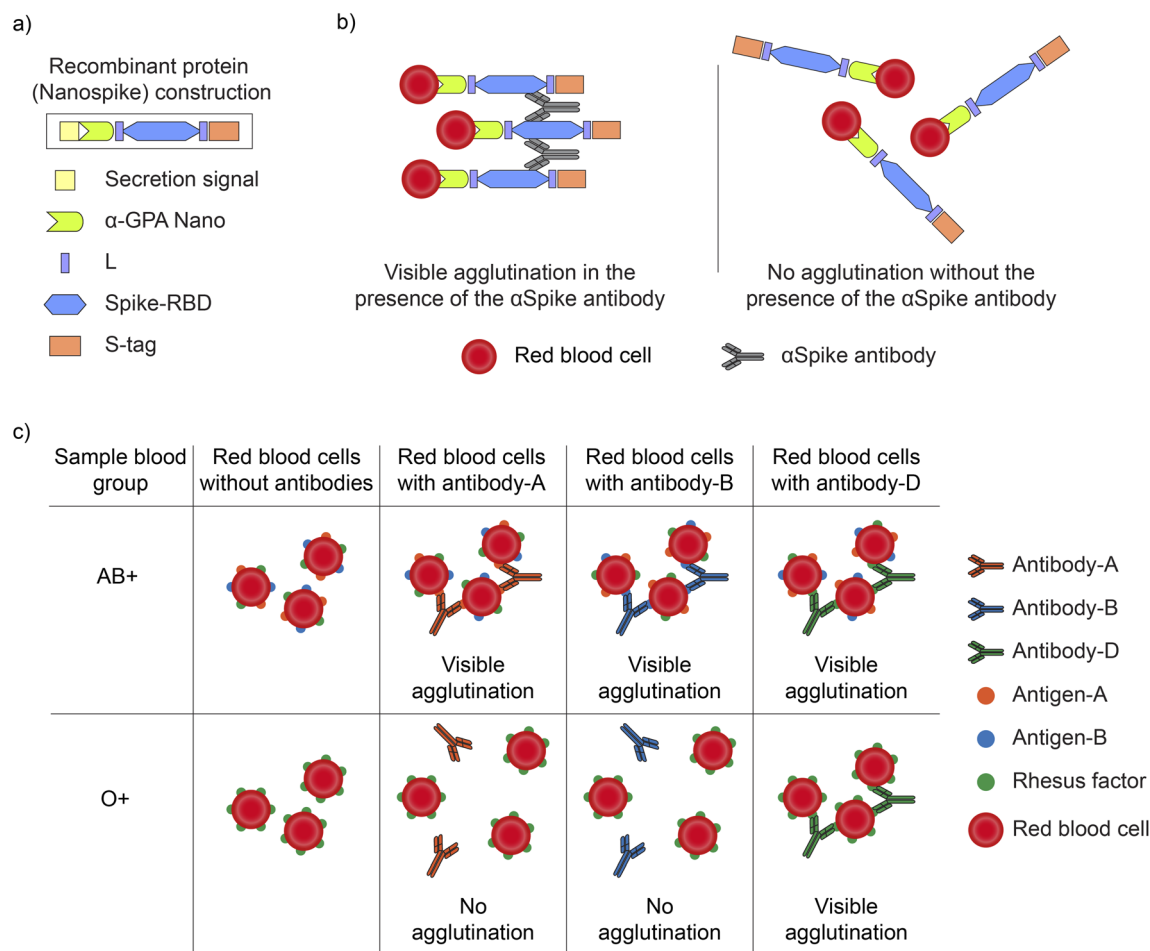 a)
Recombinant protein
(Nanospike) construction
Secretion signal
α-GPA Nano
L
Spike-RBD
S-tag
b)
Visible agglutination in the
presence of the αSpike antibody
No agglutination without the
presence of the αSpike antibody
Red blood cell
αSpike antibody
c)
Sample blood
group
Red blood cells
without antibodies
Red blood cells
with antibody-A
Red blood cells
with antibody-B
Red blood cells
with antibody-D
AB+
Visible
agglutination
Visible
agglutination
Visible
agglutination
O+
No
agglutination
No
agglutination
Visible
agglutination
Antibody-A
Antibody-B
Antibody-D
Antigen-A
Antigen-B
Rhesus factor
Red blood cell